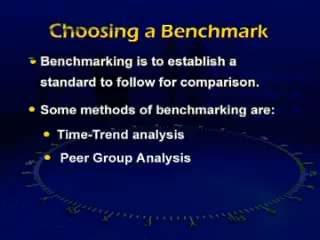 Choosing a Benchmark
Benchmarking is to establish a
standard to follow for comparison.
Some methods of benchmarking are:
Time-Trend analysis
Peer Group Analysis